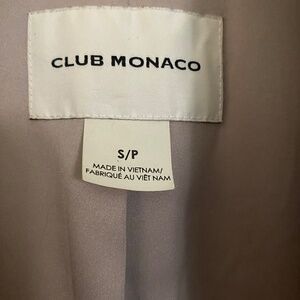 CLUB MONACO
S/P
MADE IN VIETNAM/
FABRIQUÉ AU VIÊT NAM